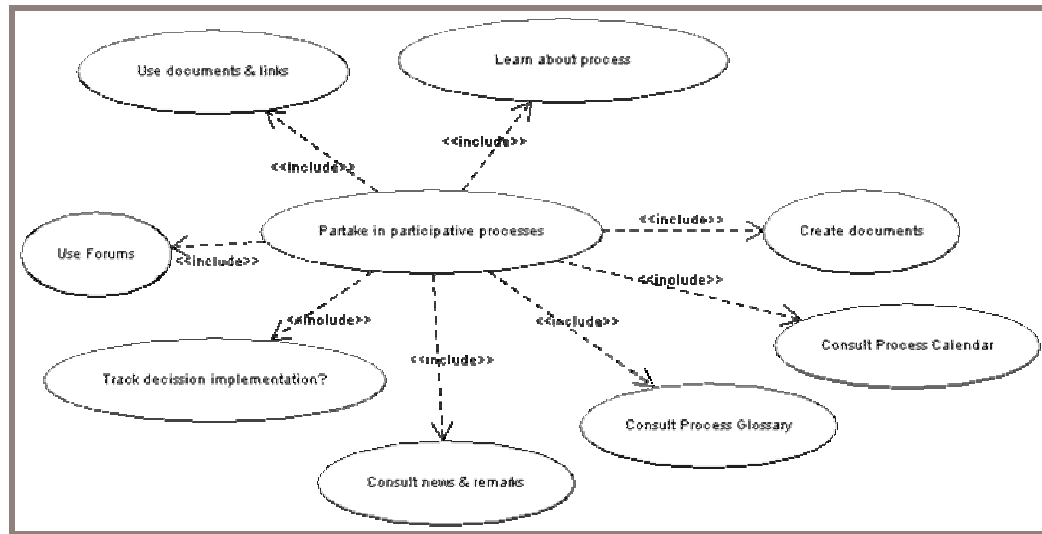 Learn about process
Use documents & links
<<include>>
<<include>>
<<include>>
Partake in participative processes
Create documents
Use Forums
<<include>>
<<include>>
<<include>>
<<include>>
Consult Process Calendar
<<include>>
Track decission implementation?
Consult Process Glossary
Consult news & remarks